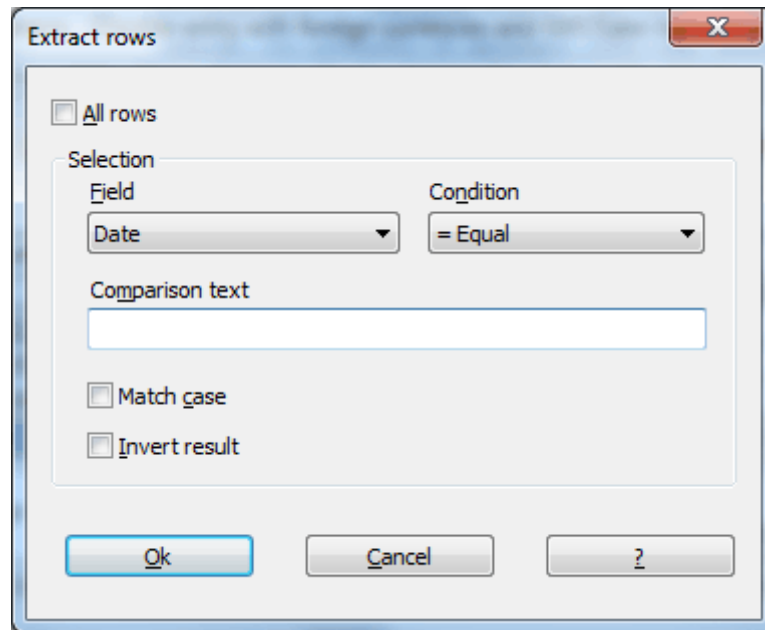 Extract rows
All rows
Selection
Field Condition
Date = Equal
Comparison text
Match case
Invert result
Ok Cancel ?